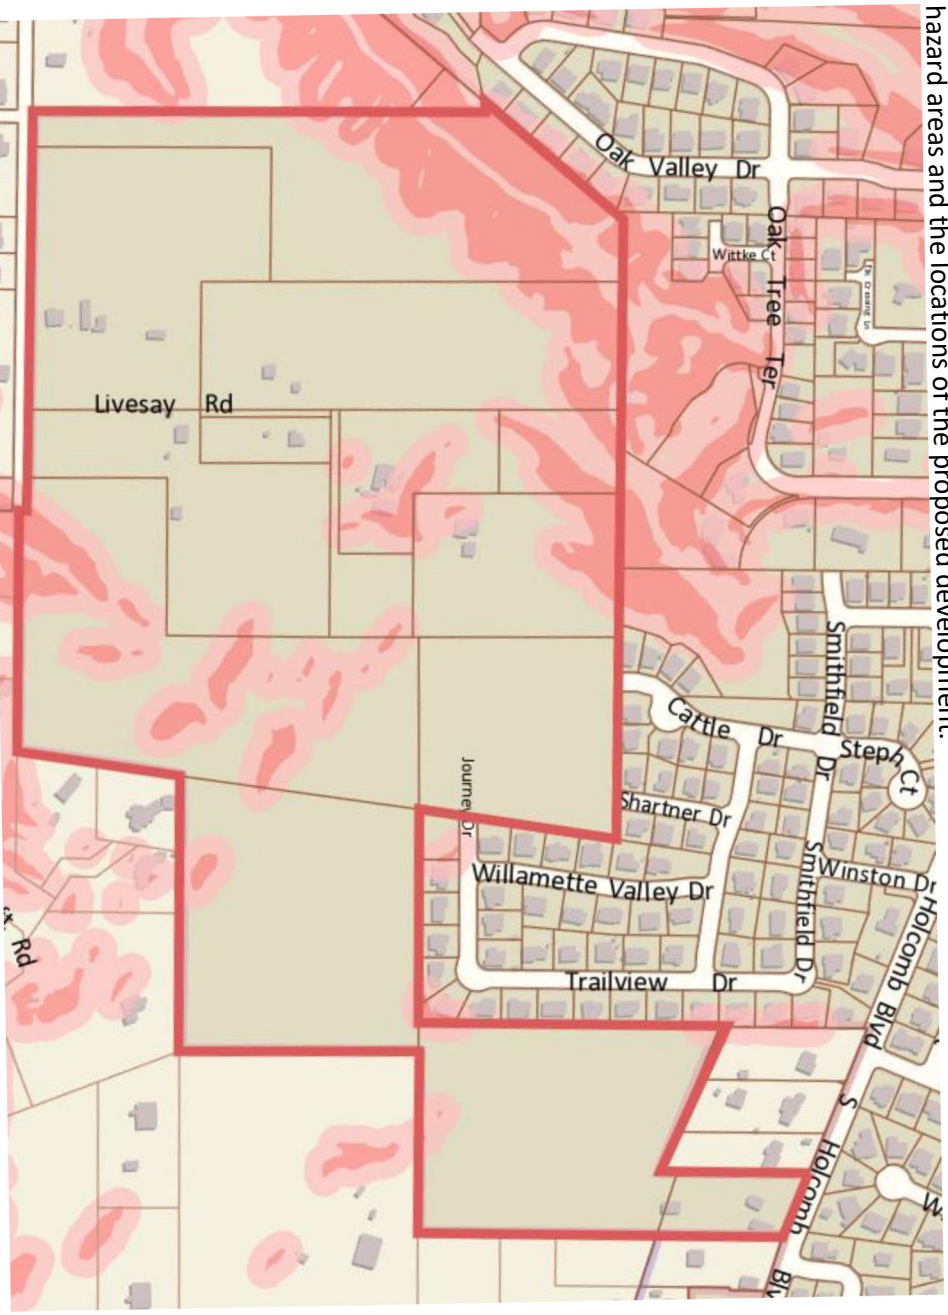 hazard areas and the locations of the proposed development.
Oak Valley Dr
Oak Tree Ter
Wittke Ct
Livesay Rd
Smithfield Dr
Cattle Dr
Steph Ct
Journey Dr
Shartner Dr
Smithfield Dr
Winston Dr
Willamette Valley Dr
Holcomb Blvd
Rd
Trailview Dr
S Holcomb Blv
W